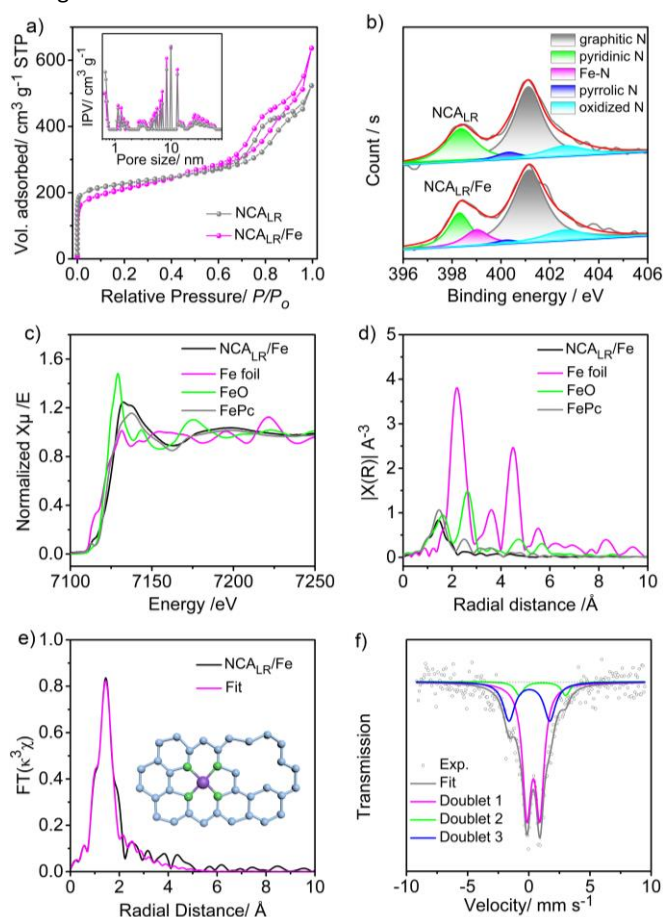 a)
Vol. adsorbed/ cm³ g⁻¹ STP
600
400
200
0
IPV/ cm³ g⁻¹
1
10
Pore size/ nm
NCA_LR
NCA_LR/Fe
0.0 0.2 0.4 0.6 0.8 1.0
Relative Pressure/ P/P_o
b)
Count / s
graphitic N
pyridinic N
Fe-N
pyrrolic N
oxidized N
NCA_LR
NCA_LR/Fe
396 398 400 402 404 406
Binding energy / eV
c)
Normalized Xμ /E
1.6
1.2
0.8
0.4
0.0
NCA_LR/Fe
Fe foil
FeO
FePc
7100 7150 7200 7250
Energy /eV
d)
|X(R)| A⁻³
5
4
3
2
1
0
NCA_LR/Fe
Fe foil
FeO
FePc
0 2 4 6 8 10
Radial distance /Å
e)
FT(κ³χ)
1.0
0.8
0.6
0.4
0.2
0.0
NCA_LR/Fe
Fit
0 2 4 6 8 10
Radial Distance/ Å
f)
Transmission
Exp.
Fit
Doublet 1
Doublet 2
Doublet 3
-10 -5 0 5 10
Velocity/ mm s⁻¹